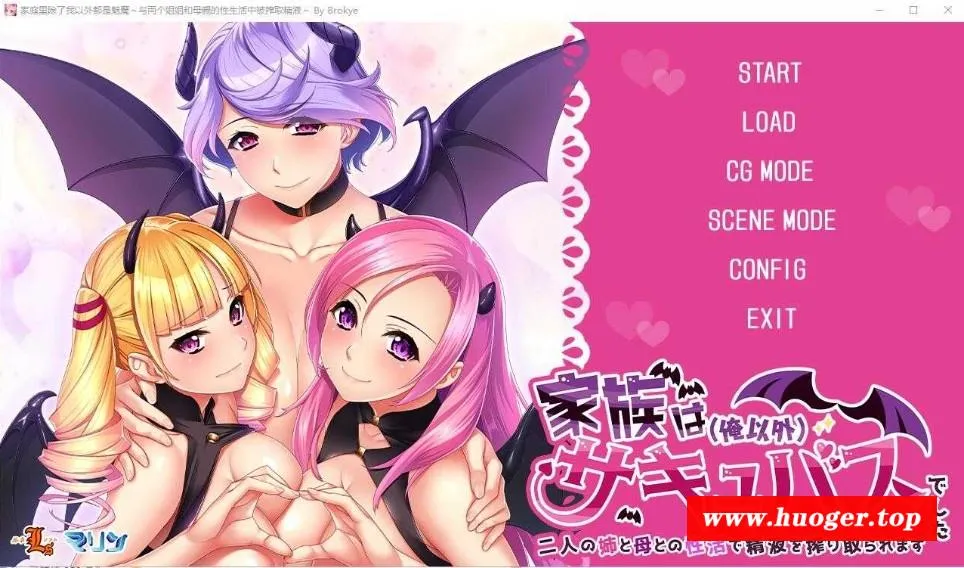 家庭里除了我以外都是魅魔～与两个姐姐和母親的性生活中被搾取精液～ By Brokye
START
LOAD
CG MODE
SCENE MODE
CONFIG
EXIT
家族は(俺以外)
サキュバスでした
www.huoger.top
二人の姉と母との性活で精液を搾り取られます
マリン